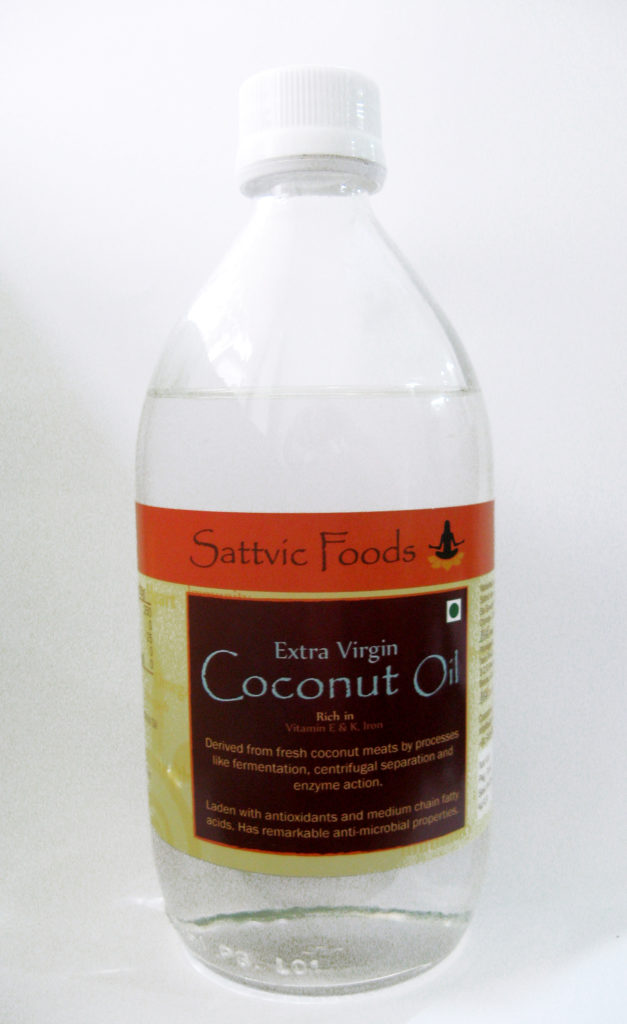 Sattvic Foods
Extra Virgin
Coconut Oil
Rich in
Vitamin E & K, Iron
Derived from fresh coconut meats by processes
like fermentation, centrifugal separation and
enzyme action.
Laden with antioxidants and medium chain fatty
acids. Has remarkable anti-microbial properties.